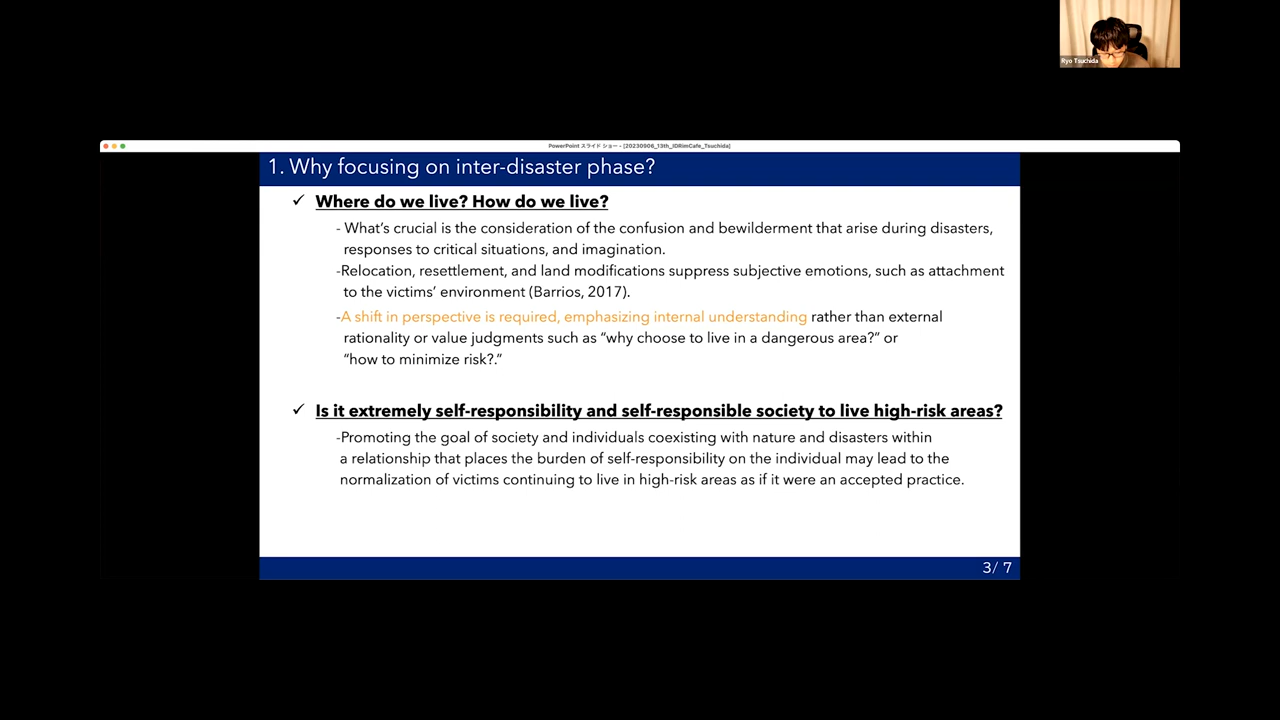 Ryo Tsuchida
PowerPoint スライド ショー - [20230906_13th_IDRimCafe_Tsuchida]
1. Why focusing on inter-disaster phase?
✓ Where do we live? How do we live?
- What's crucial is the consideration of the confusion and bewilderment that arise during disasters,
responses to critical situations, and imagination.
-Relocation, resettlement, and land modifications suppress subjective emotions, such as attachment
to the victims' environment (Barrios, 2017).
-A shift in perspective is required, emphasizing internal understanding rather than external
rationality or value judgments such as "why choose to live in a dangerous area?" or
"how to minimize risk?."
✓ Is it extremely self-responsibility and self-responsible society to live high-risk areas?
-Promoting the goal of society and individuals coexisting with nature and disasters within
a relationship that places the burden of self-responsibility on the individual may lead to the
normalization of victims continuing to live in high-risk areas as if it were an accepted practice.
3/ 7